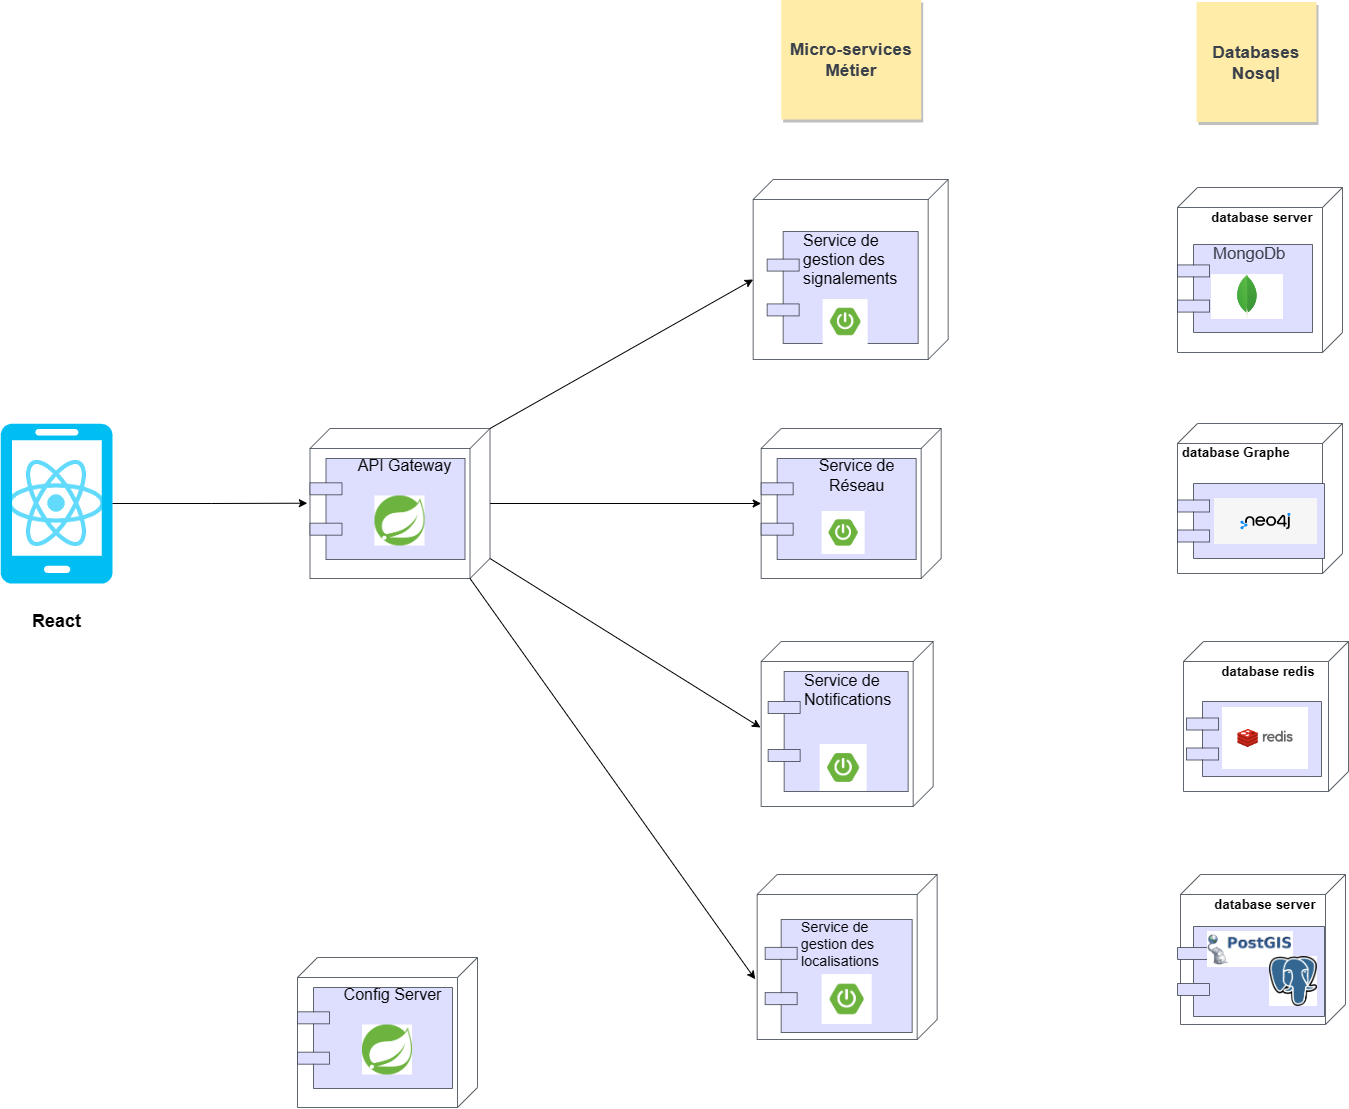 Micro-services
Métier
Databases
Nosql
Service de
gestion des
signalements
database server
MongoDb
API Gateway
Service de
Réseau
database Graphe
neo4j
React
Service de
Notifications
database redis
redis
Service de
gestion des
localisations
database server
PostGIS
Config Server